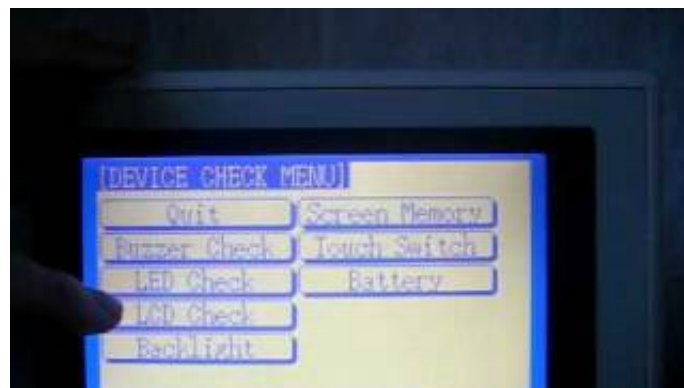 [DEVICE CHECK MENU]
Quit
Screen Memory
Buzzer Check
Touch Switch
LED Check
Battery
LCD Check
Backlight